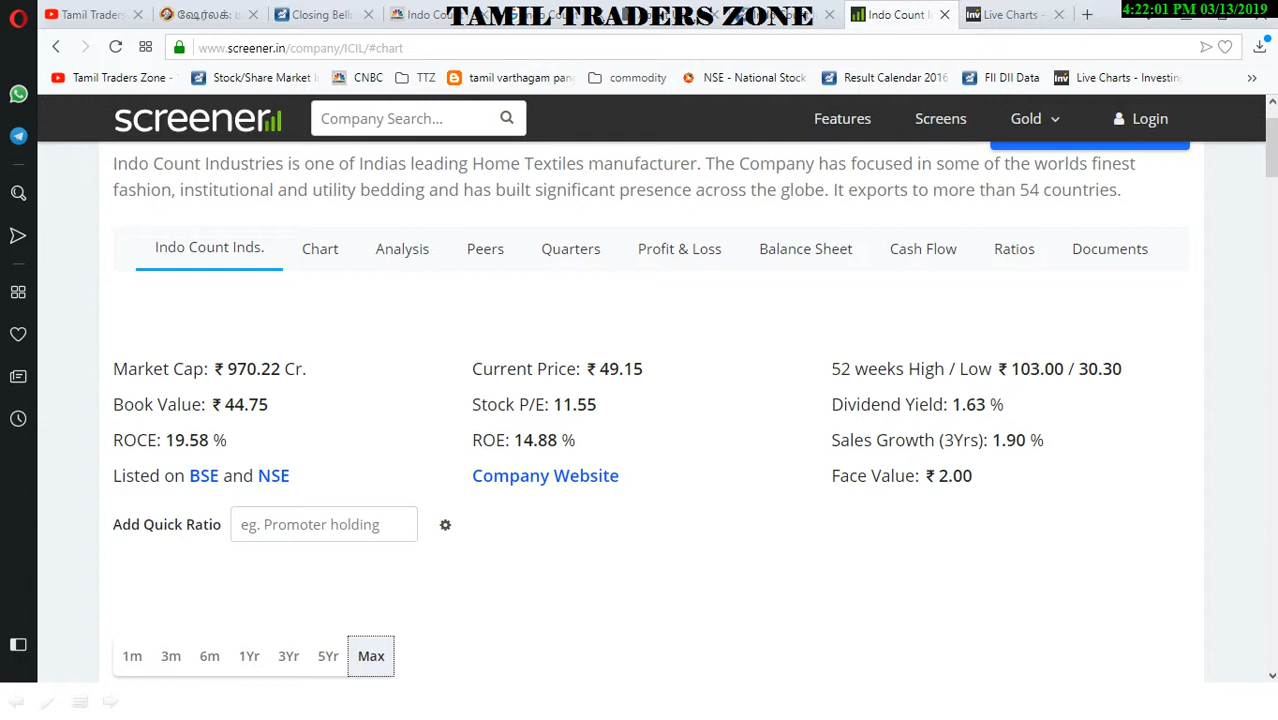 Tamil Traders
கேயூர்வசுக்
Closing Bell
Indo Cou
TAMIL TRADERS ZONE
Indo Count I
Live Charts -
4:22:01 PM 03/13/2019
www.screener.in/company/ICIL/#chart
Tamil Traders Zone - Stock/Share Market I CNBC TTZ tamil varthagam pan commodity NSE - National Stock Result Calendar 2016 FII DII Data Live Charts - Investin
screener Company Search... Features Screens Gold Login
Indo Count Industries is one of Indias leading Home Textiles manufacturer. The Company has focused in some of the worlds finest
fashion, institutional and utility bedding and has built significant presence across the globe. It exports to more than 54 countries.
Indo Count Inds. Chart Analysis Peers Quarters Profit & Loss Balance Sheet Cash Flow Ratios Documents
Market Cap: ₹ 970.22 Cr. Current Price: ₹ 49.15 52 weeks High / Low ₹ 103.00 / 30.30
Book Value: ₹ 44.75 Stock P/E: 11.55 Dividend Yield: 1.63 %
ROCE: 19.58 % ROE: 14.88 % Sales Growth (3Yrs): 1.90 %
Listed on BSE and NSE Company Website Face Value: ₹ 2.00
Add Quick Ratio eg. Promoter holding
1m 3m 6m 1Yr 3Yr 5Yr Max